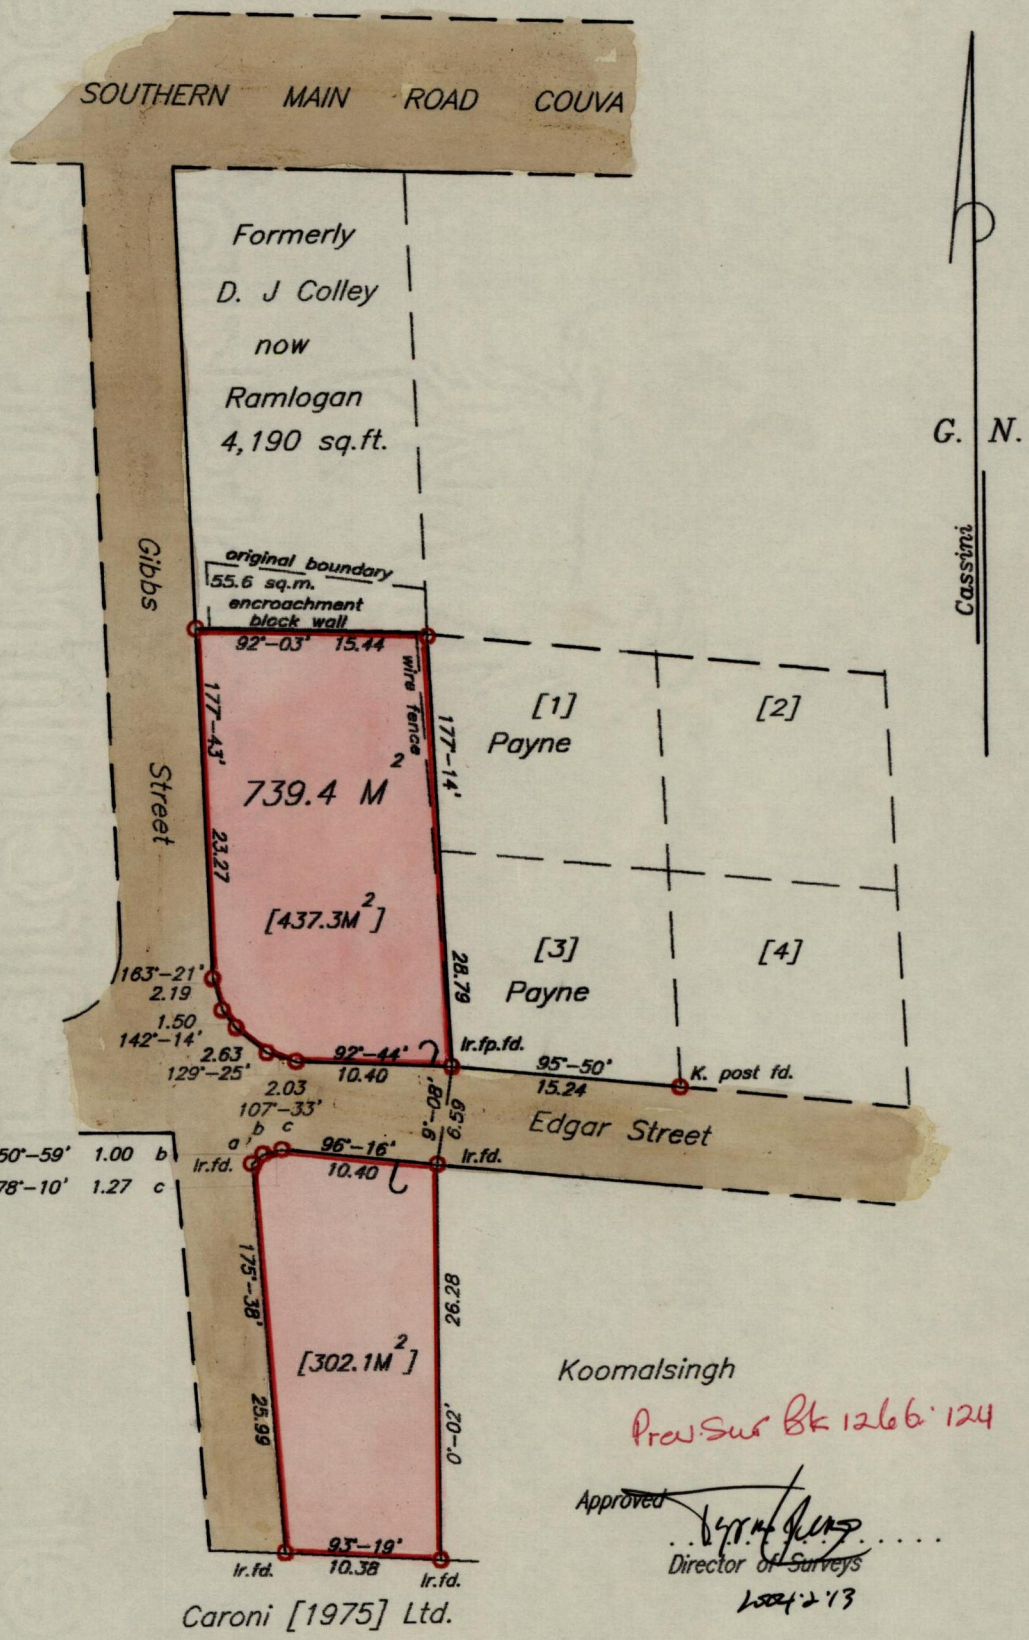 SOUTHERN MAIN ROAD COUVA
Formerly
D. J Colley
now
Ramlogan
4,190 sq.ft.
G. N.
Cassini
Gibbs
Street
original boundary
55.6 sq.m.
encroachment
block wall
92°-03' 15.44
wire fence
177°-43'
23.27
177°-14'
28.79
739.4 M2
[437.3M2]
[1]
Payne
[2]
[3]
Payne
[4]
163°-21'
2.19
1.50
142°-14'
2.63
129°-25'
2.03
107°-33'
92°-44'
10.40
Ir.fp.fd.
95°-50'
15.24
K. post fd.
6.59
Edgar Street
a b c
50°-59' 1.00 b
78°-10' 1.27 c
Ir.fd.
96°-16'
10.40
Ir.fd.
175°-38'
25.99
26.28
0°-02'
[302.1M2]
93°-19'
10.38
Ir.fd.
Ir.fd.
Caroni [1975] Ltd.
Koomalsingh
Prev. Sur Bk 1266: 124
Approved
Director of Surveys